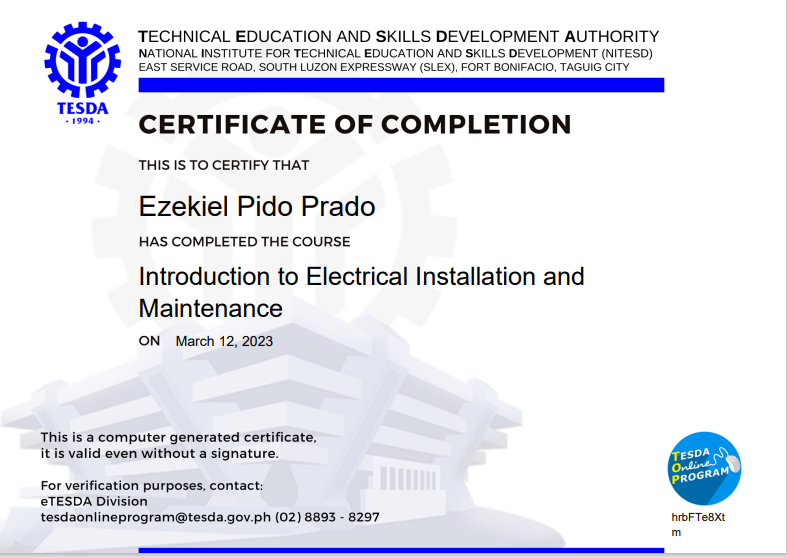 TECHNICAL EDUCATION AND SKILLS DEVELOPMENT AUTHORITY
NATIONAL INSTITUTE FOR TECHNICAL EDUCATION AND SKILLS DEVELOPMENT (NITESD)
EAST SERVICE ROAD, SOUTH LUZON EXPRESSWAY (SLEX), FORT BONIFACIO, TAGUIG CITY
TESDA
· 1994 ·
CERTIFICATE OF COMPLETION
THIS IS TO CERTIFY THAT
Ezekiel Pido Prado
HAS COMPLETED THE COURSE
Introduction to Electrical Installation and
Maintenance
ON March 12, 2023
This is a computer generated certificate,
it is valid even without a signature.
For verification purposes, contact:
eTESDA Division
tesdaonlineprogram@tesda.gov.ph (02) 8893 - 8297
TESDA
Online
PROGRAM
hrbFTe8Xt
m